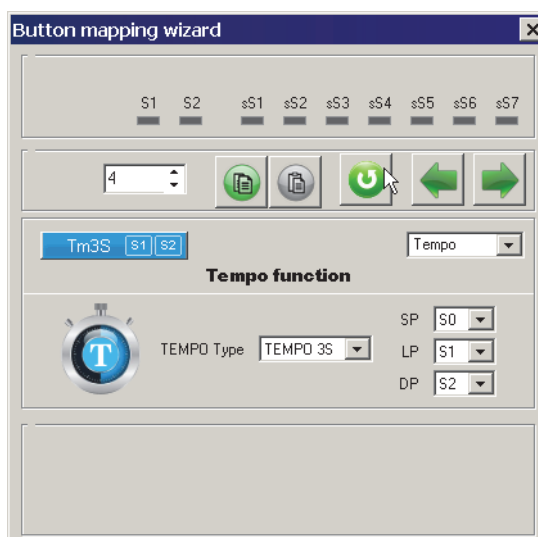 Button mapping wizard
S1 S2 sS1 sS2 sS3 sS4 sS5 sS6 sS7
4
Tm3S S1 S2 Tempo
Tempo function
T
TEMPO Type TEMPO 3S
SP S0
LP S1
DP S2